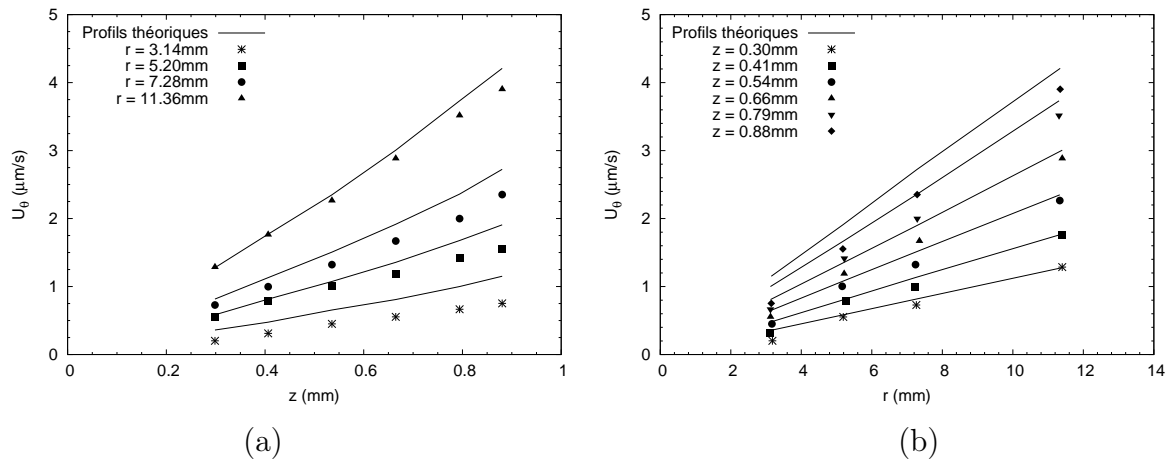 5
4
3
2
1
0
U_θ (µm/s)
Profils théoriques
r = 3.14mm
r = 5.20mm
r = 7.28mm
r = 11.36mm
0 0.2 0.4 0.6 0.8 1
z (mm)
(a)
5
4
3
2
1
0
U_θ (µm/s)
Profils théoriques
z = 0.30mm
z = 0.41mm
z = 0.54mm
z = 0.66mm
z = 0.79mm
z = 0.88mm
0 2 4 6 8 10 12 14
r (mm)
(b)